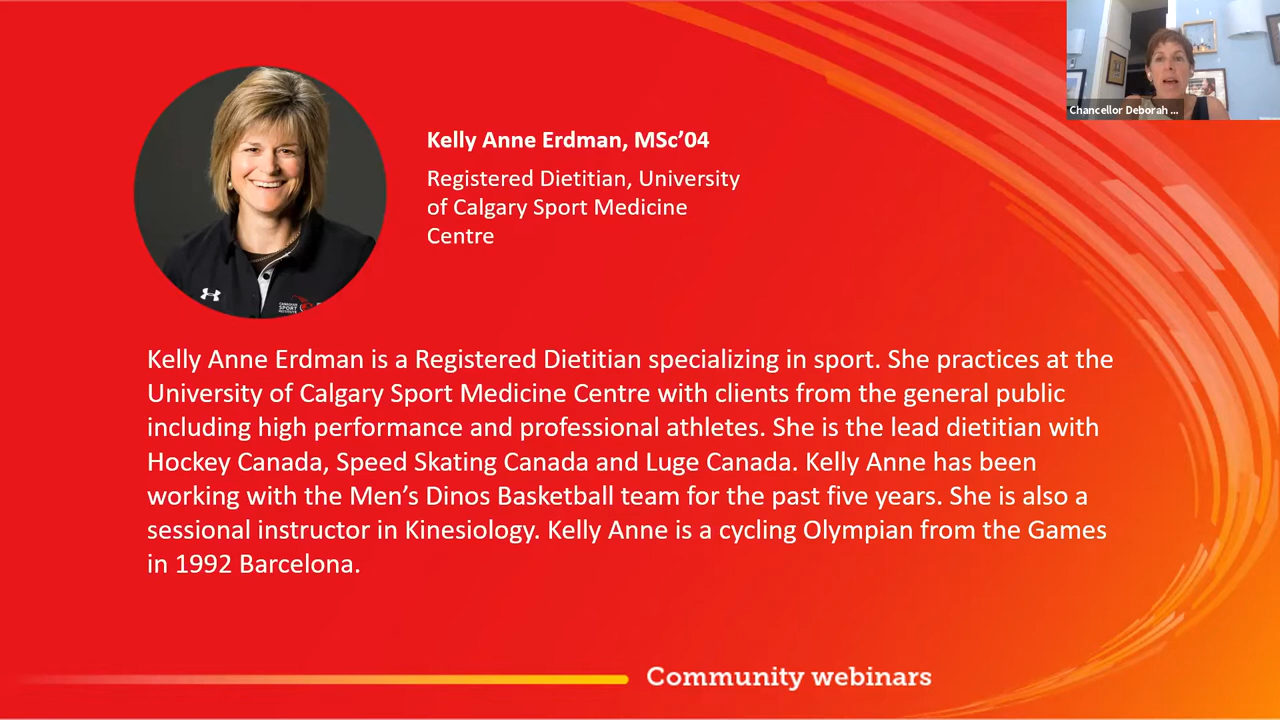 Chancellor Deborah ...
Kelly Anne Erdman, MSc’04
Registered Dietitian, University
of Calgary Sport Medicine
Centre
CANADIAN
SPORT
INSTITUTE
Kelly Anne Erdman is a Registered Dietitian specializing in sport. She practices at the
University of Calgary Sport Medicine Centre with clients from the general public
including high performance and professional athletes. She is the lead dietitian with
Hockey Canada, Speed Skating Canada and Luge Canada. Kelly Anne has been
working with the Men’s Dinos Basketball team for the past five years. She is also a
sessional instructor in Kinesiology. Kelly Anne is a cycling Olympian from the Games
in 1992 Barcelona.
Community webinars